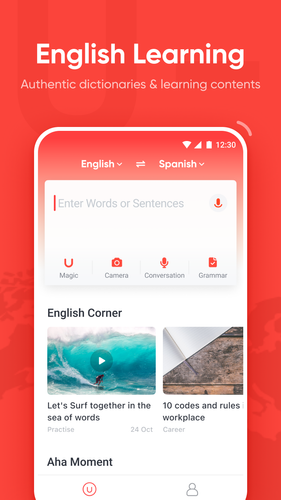 English Learning
Authentic dictionaries & learning contents
12:30
English Spanish
Enter Words or Sentences
Magic Camera Conversation Grammar
English Corner
Let's Surf together in the
sea of words
Practise 24 Oct
10 codes and rules
workplace
Career
Aha Moment